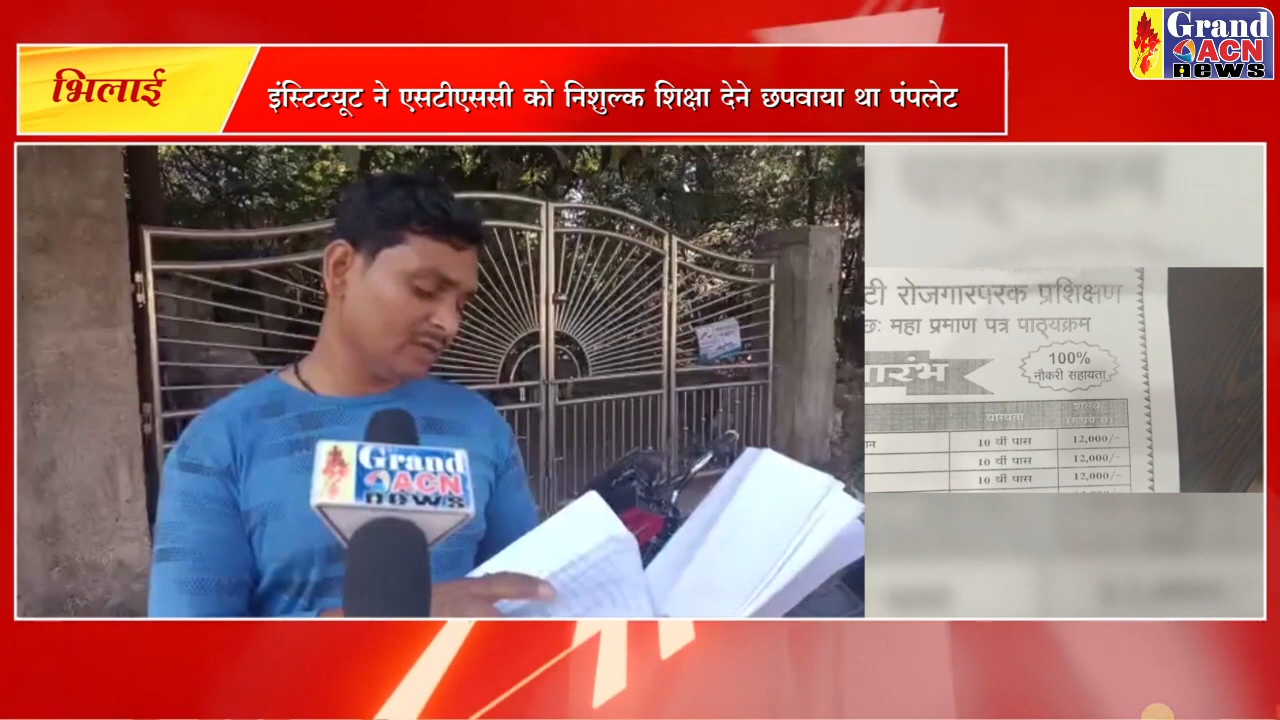 Grand
ACN
news
भिलाई
इंस्टिटयूट ने एसटीएससी को निशुल्क शिक्षा देने छपवाया था पंपलेट
Grand
ACN
news
टी रोजगारपरक प्रशिक्षण
छः महा प्रमाण पत्र पाठ्यक्रम
100%
नौकरी सहायता
ारंभ
योग्यता
10 वीं पास 12,000/-
10 वीं पास 12,000/-
10 वीं पास 12,000/-